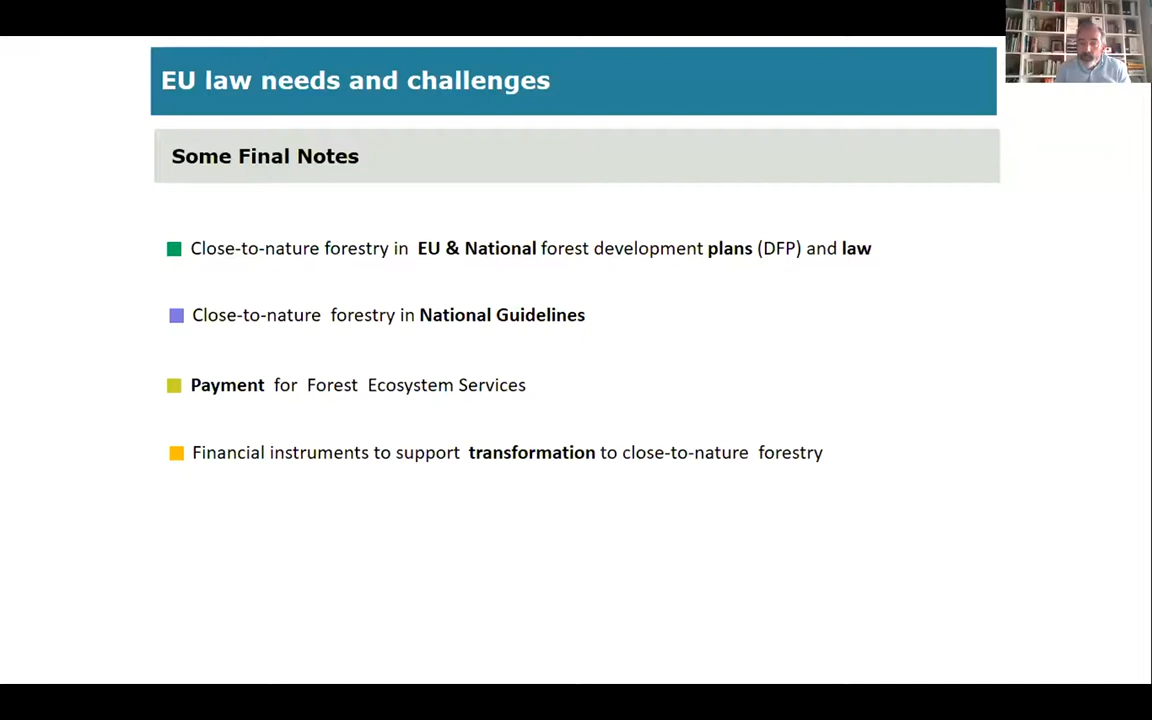 EU law needs and challenges
Some Final Notes
Close-to-nature forestry in EU & National forest development plans (DFP) and law
Close-to-nature forestry in National Guidelines
Payment for Forest Ecosystem Services
Financial instruments to support transformation to close-to-nature forestry